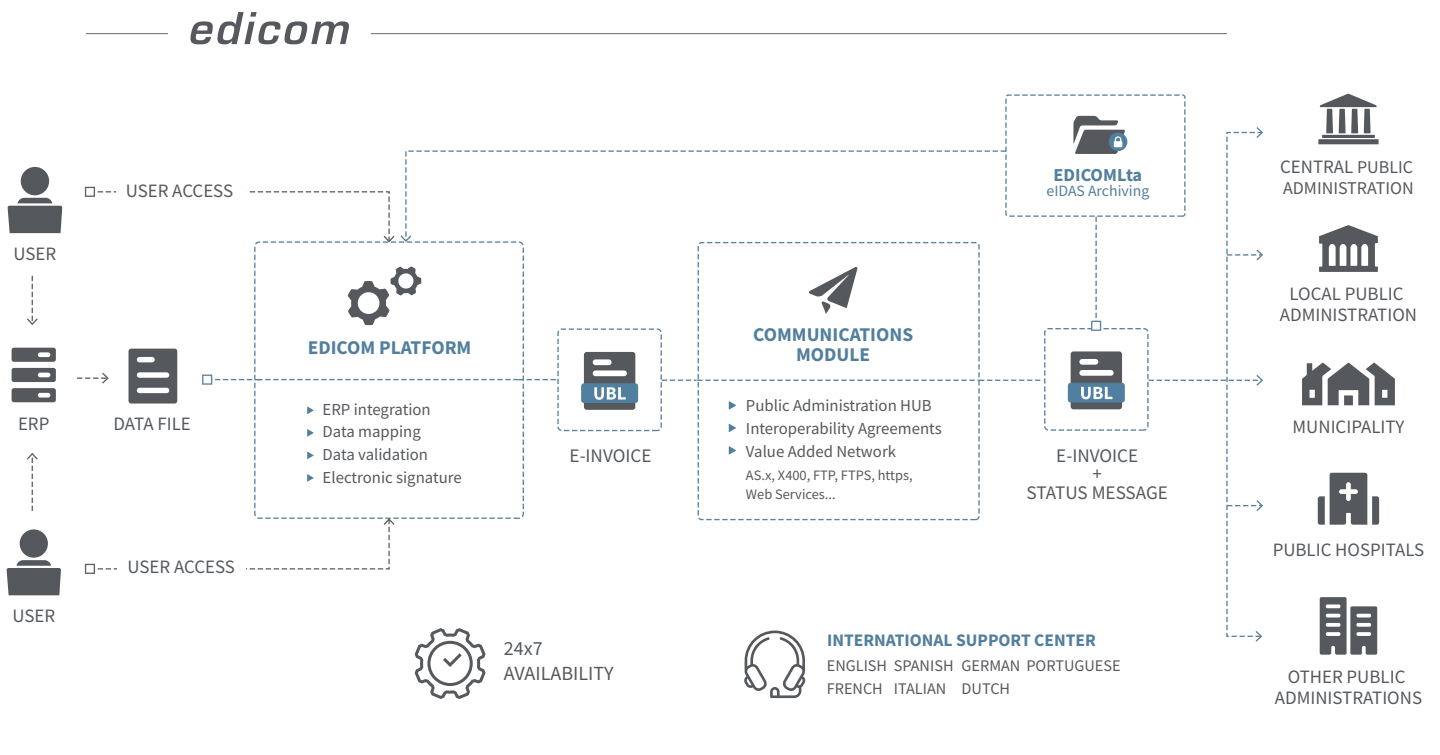 edicom
USER
USER ACCESS
ERP
DATA FILE
USER
USER ACCESS
EDICOM PLATFORM
ERP integration
Data mapping
Data validation
Electronic signature
UBL
E-INVOICE
COMMUNICATIONS
MODULE
Public Administration HUB
Interoperability Agreements
Value Added Network
AS.x, X400, FTP, FTPS, https,
Web Services...
EDICOMLta
eIDAS Archiving
UBL
E-INVOICE
+
STATUS MESSAGE
CENTRAL PUBLIC
ADMINISTRATION
LOCAL PUBLIC
ADMINISTRATION
MUNICIPALITY
PUBLIC HOSPITALS
OTHER PUBLIC
ADMINISTRATIONS
24x7
AVAILABILITY
INTERNATIONAL SUPPORT CENTER
ENGLISH SPANISH GERMAN PORTUGUESE
FRENCH ITALIAN DUTCH